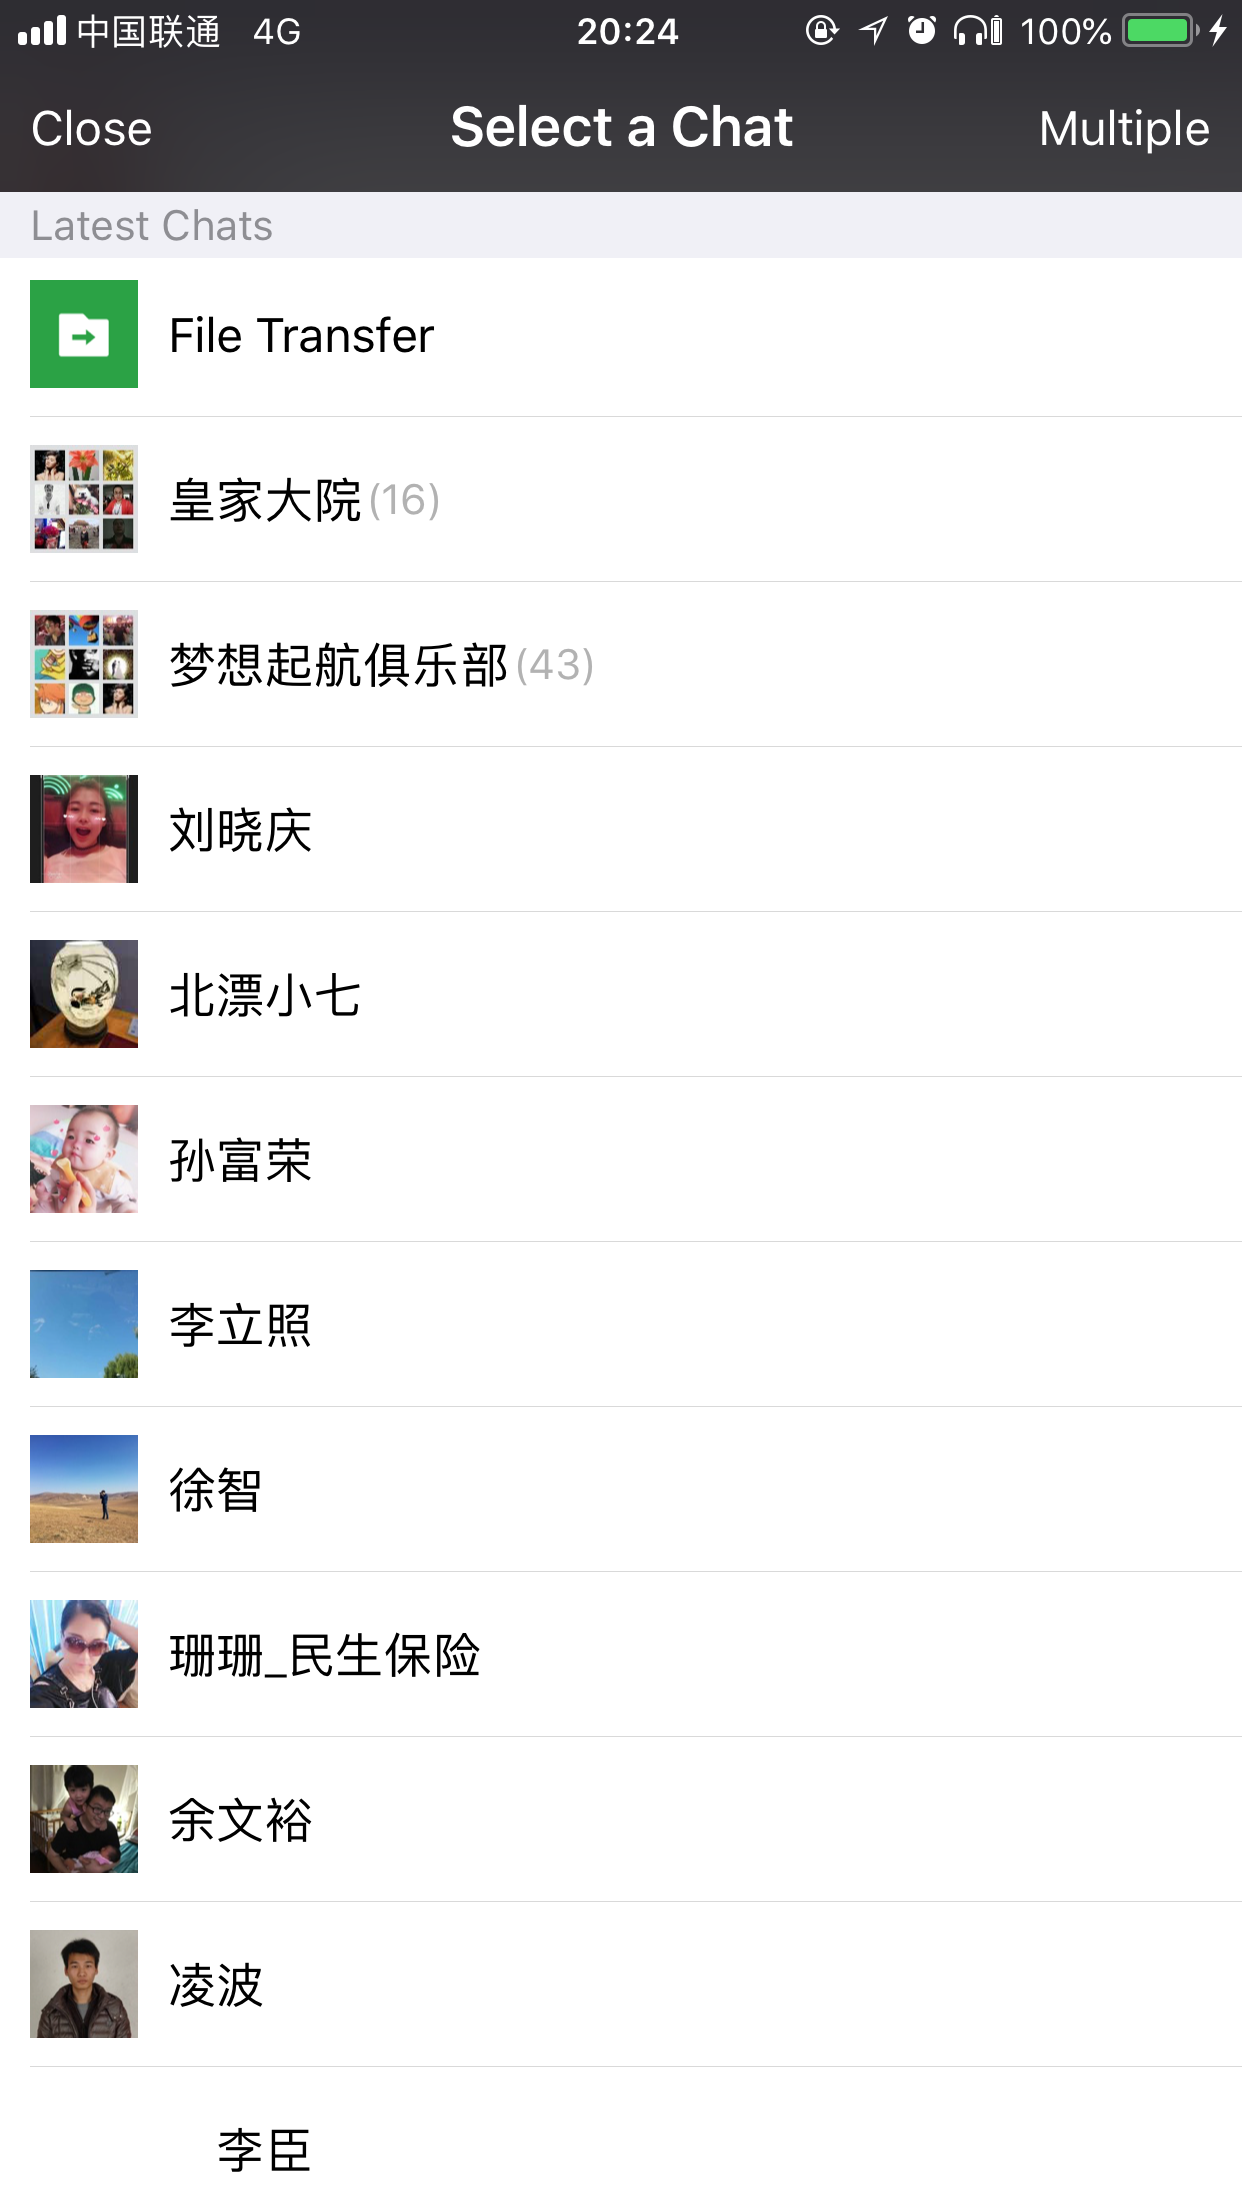 中国联通 4G 20:24 100%
Close Select a Chat Multiple
Latest Chats
File Transfer
皇家大院(16)
梦想起航俱乐部(43)
刘晓庆
北漂小七
孙富荣
李立照
徐智
珊珊_民生保险
余文裕
凌波
李臣